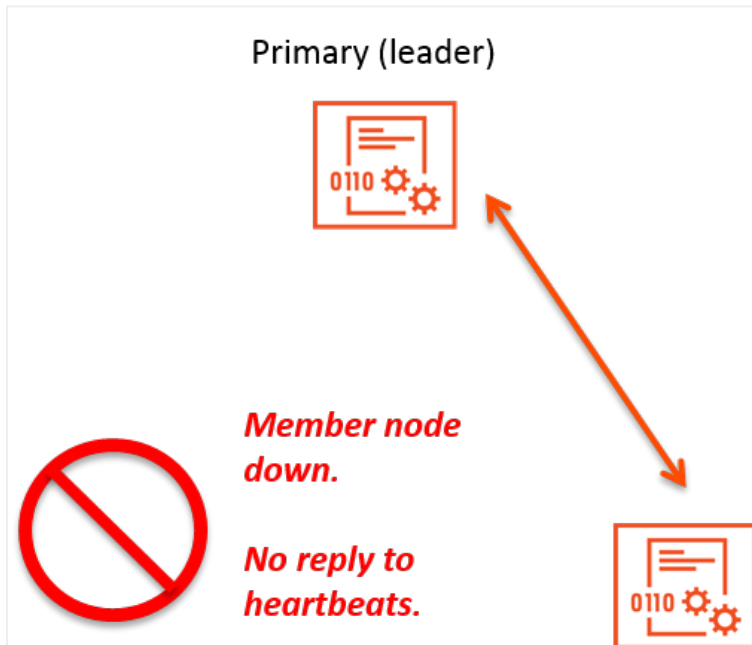 Primary (leader)
0110
Member node
down.
No reply to
heartbeats.
0110